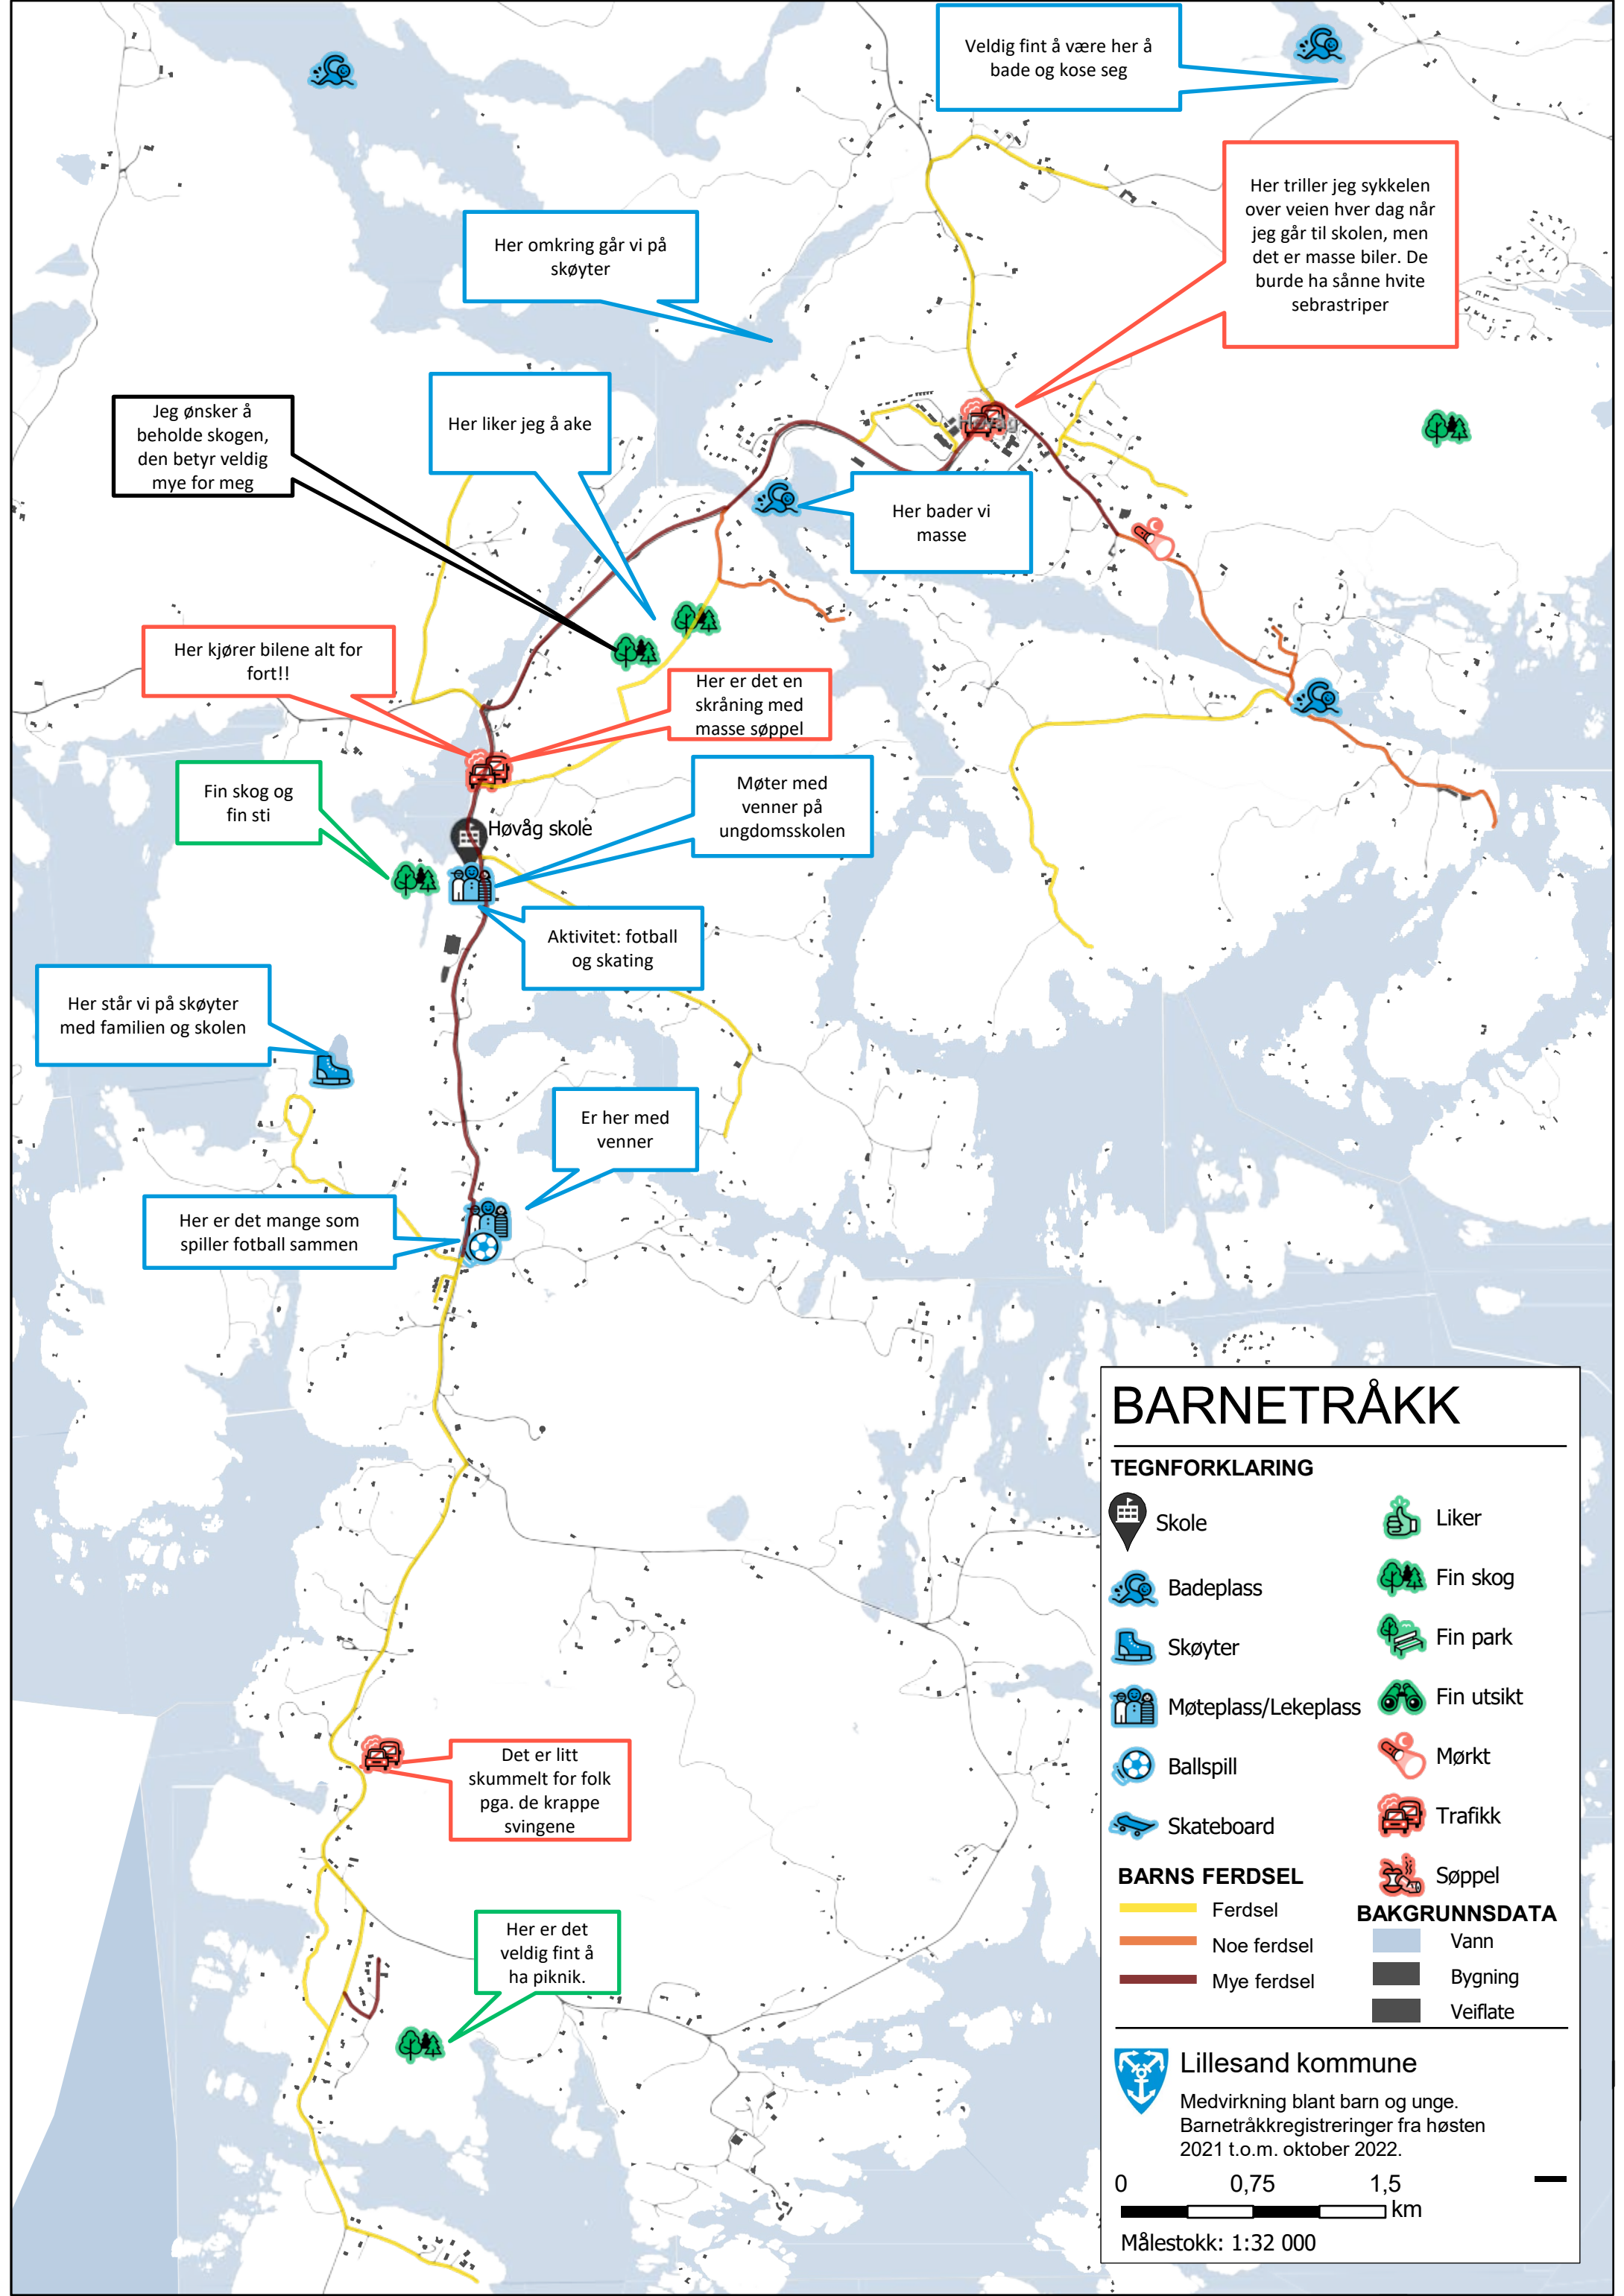 Veldig fint å være her å
bade og kose seg
Her triller jeg sykkelen
over veien hver dag når
jeg går til skolen, men
det er masse biler. De
burde ha sånne hvite
sebrastriper
Her omkring går vi på
skøyter
Jeg ønsker å
beholde skogen,
den betyr veldig
mye for meg
Her liker jeg å ake
Høvåg
Her bader vi
masse
Her kjører bilene alt for
fort!!
Her er det en
skråning med
masse søppel
Fin skog og
fin sti
Møter med
venner på
ungdomsskolen
Høvåg skole
Aktivitet: fotball
og skating
Her står vi på skøyter
med familien og skolen
Er her med
venner
Her er det mange som
spiller fotball sammen
Det er litt
skummelt for folk
pga. de krappe
svingene
Her er det
veldig fint å
ha piknik.
BARNETRÅKK
TEGNFORKLARING
Skole
Badeplass
Skøyter
Møteplass/Lekeplass
Ballspill
Skateboard
Liker
Fin skog
Fin park
Fin utsikt
Mørkt
Trafikk
Søppel
BARNS FERDSEL
Ferdsel
Noe ferdsel
Mye ferdsel
BAKGRUNNSDATA
Vann
Bygning
Veiflate
Lillesand kommune
Medvirkning blant barn og unge.
Barnetråkkregistreringer fra høsten
2021 t.o.m. oktober 2022.
0 0,75 1,5
km
Målestokk: 1:32 000